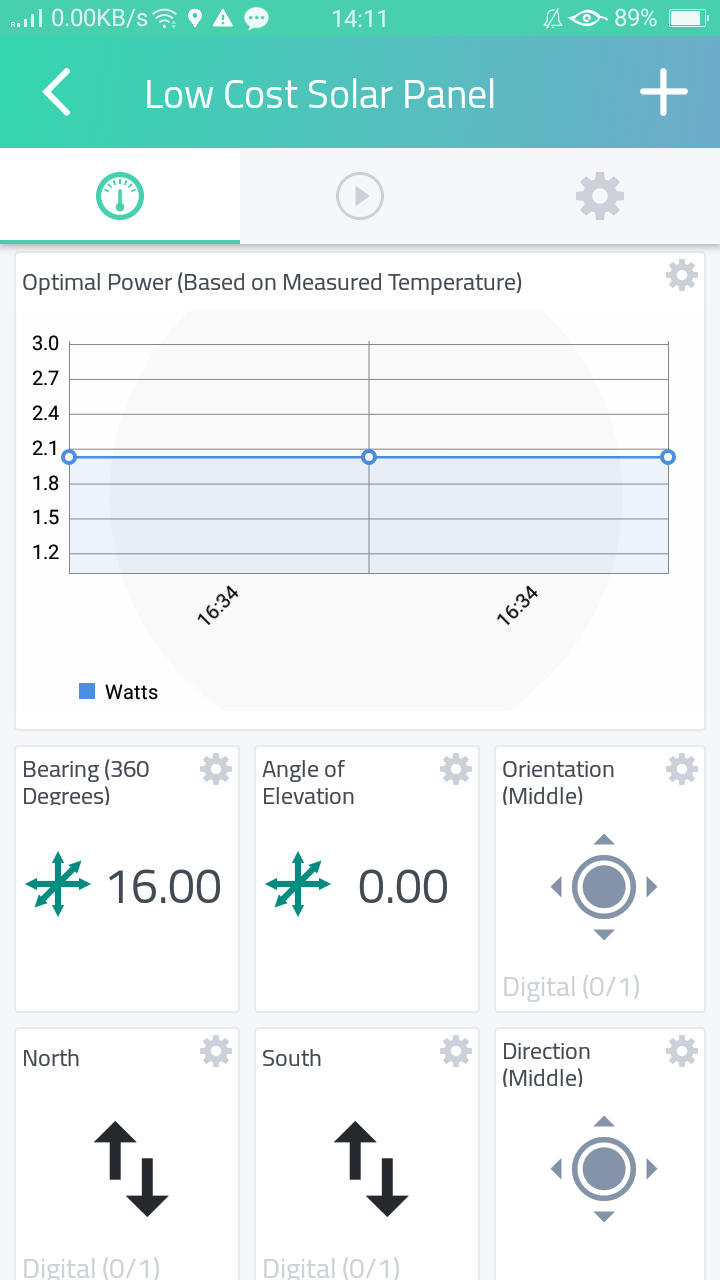 0.00KB/s 14:11 89%
Low Cost Solar Panel
Optimal Power (Based on Measured Temperature)
3.0
2.7
2.4
2.1
1.8
1.5
1.2
16:34 16:34
Watts
Bearing (360
Degrees)
16.00
Angle of
Elevation
0.00
Orientation
(Middle)
Digital (0/1)
North
Digital (0/1)
South
Digital (0/1)
Direction
(Middle)